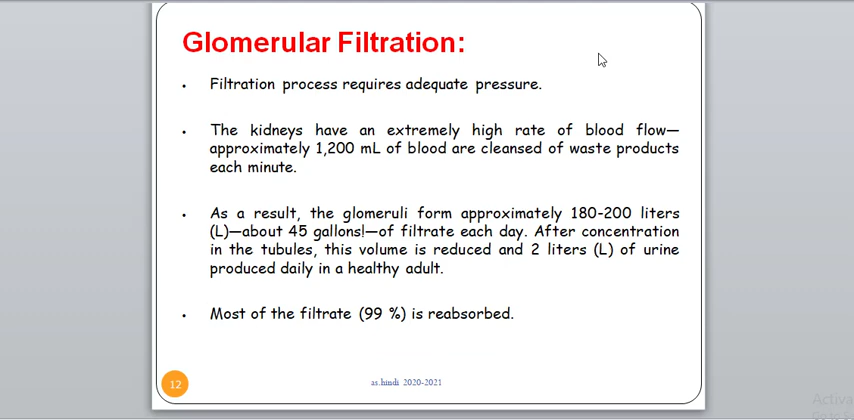 Glomerular Filtration:
• Filtration process requires adequate pressure.
• The kidneys have an extremely high rate of blood flow—
approximately 1,200 mL of blood are cleansed of waste products
each minute.
• As a result, the glomeruli form approximately 180-200 liters
(L)—about 45 gallons!—of filtrate each day. After concentration
in the tubules, this volume is reduced and 2 liters (L) of urine
produced daily in a healthy adult.
• Most of the filtrate (99 %) is reabsorbed.
12
as.hindi 2020-2021